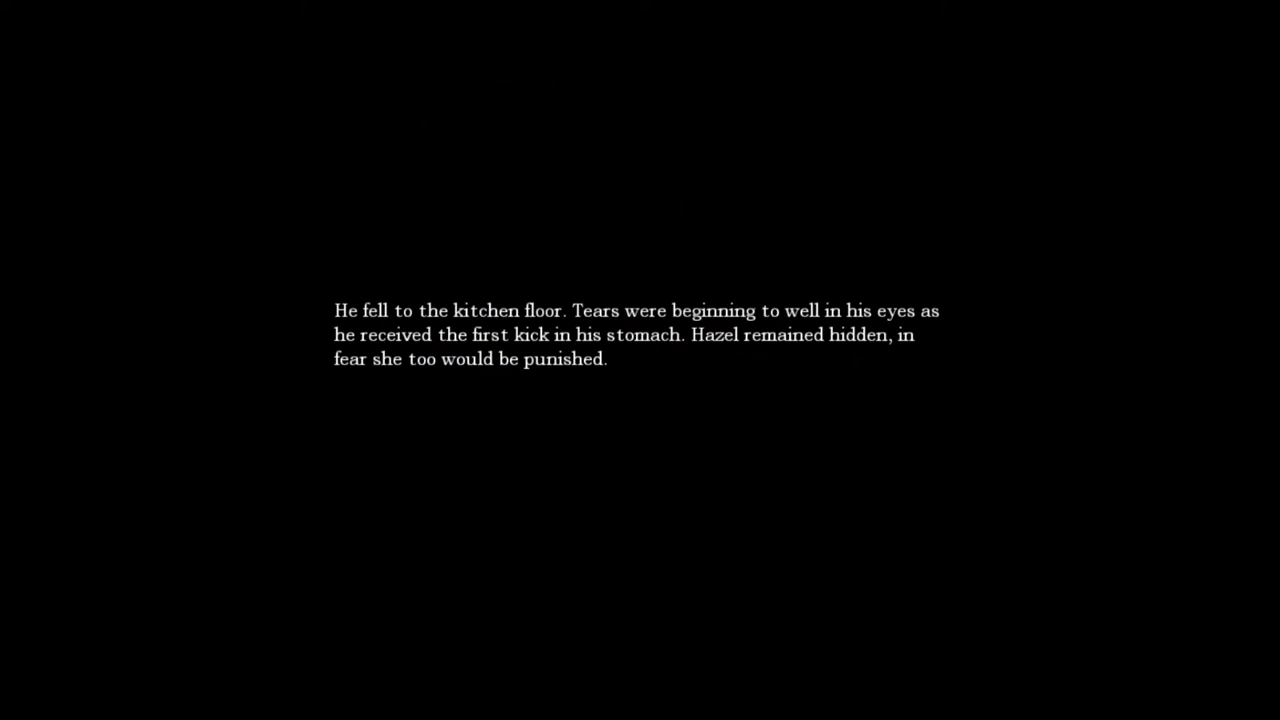 He fell to the kitchen floor. Tears were beginning to well in his eyes as
he received the first kick in his stomach. Hazel remained hidden, in
fear she too would be punished.